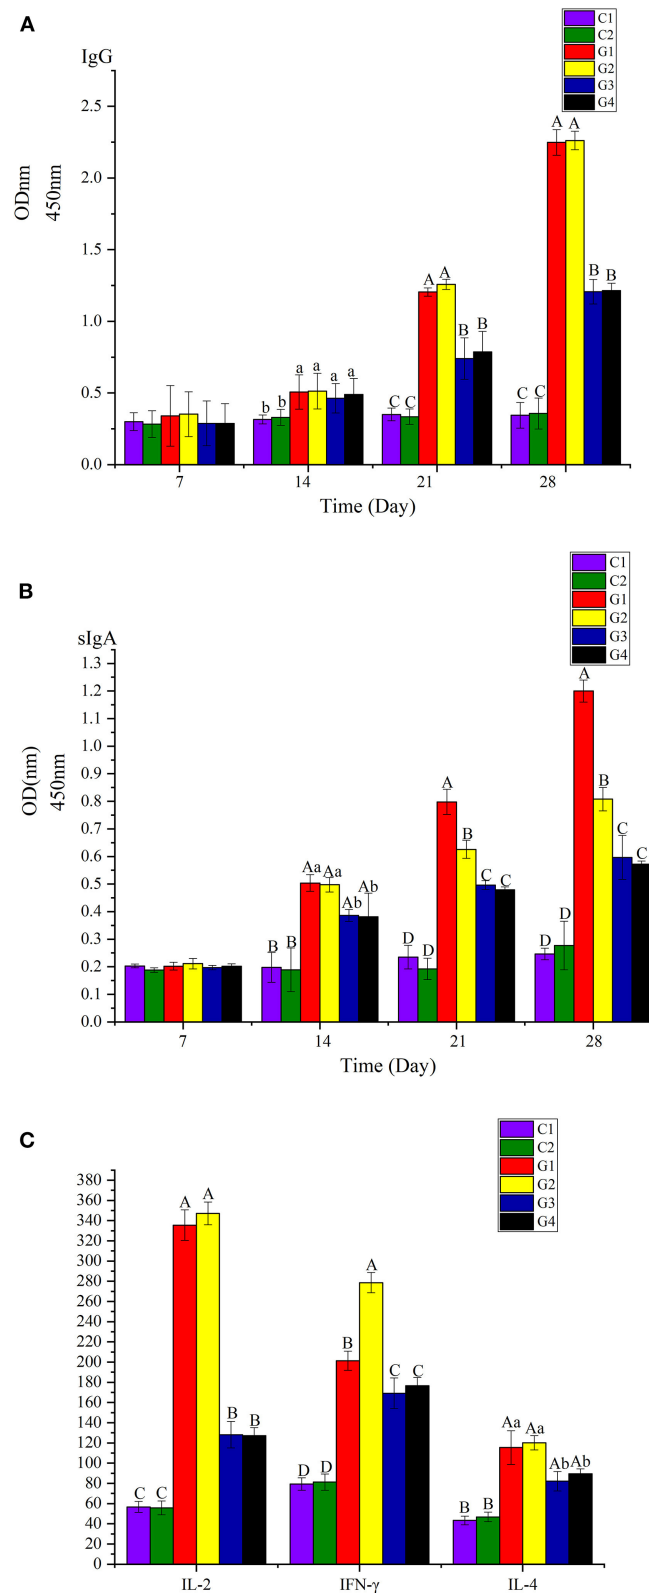 A
C1
C2
G1
G2
G3
G4
IgG
ODnm
450nm
2.5
2.0
1.5
1.0
0.5
0.0
b b a a a a
C C A A B B
C C A A B B
7 14 21 28
Time (Day)
B
C1
C2
G1
G2
G3
G4
sIgA
OD(nm)
450nm
1.3
1.2
1.1
1.0
0.9
0.8
0.7
0.6
0.5
0.4
0.3
0.2
0.1
0.0
B B Aa Aa Ab Ab
D D A B C C
D D A B C C
7 14 21 28
Time (Day)
C
C1
C2
G1
G2
G3
G4
380
360
340
320
300
280
260
240
220
200
180
160
140
120
100
80
60
40
20
0
C C A A B B
D D B A C C
B B Aa Aa Ab Ab
IL-2 IFN-γ IL-4